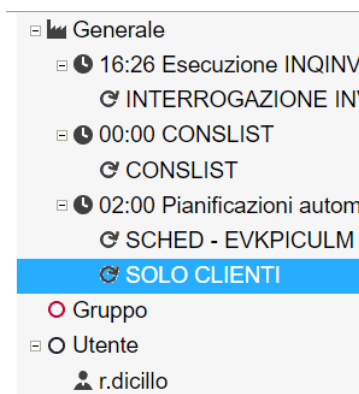 Generale
16:26 Esecuzione INQINV
INTERROGAZIONE INV
00:00 CONSLIST
CONSLIST
02:00 Pianificazioni autom
SCHED - EVKPICULM
SOLO CLIENTI
Gruppo
Utente
r.dicillo